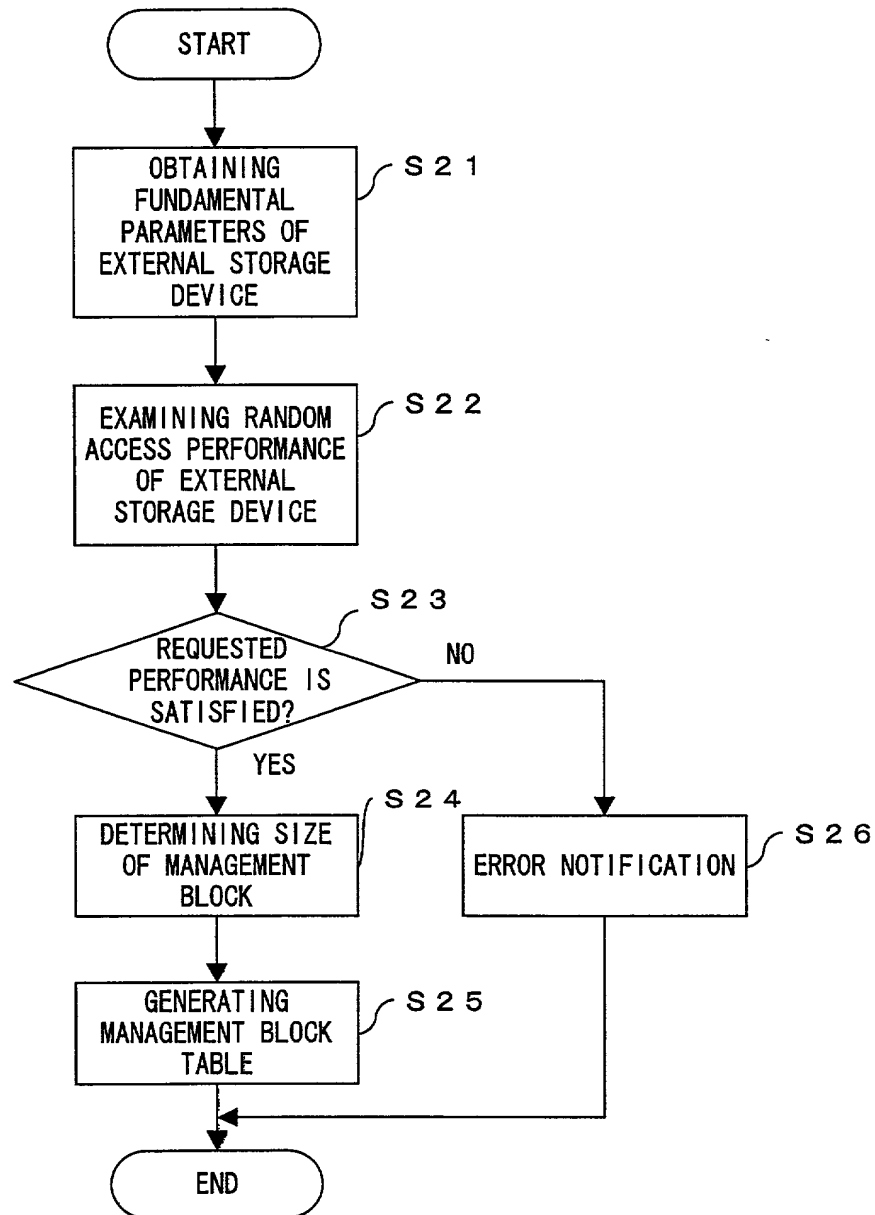 START
OBTAINING
FUNDAMENTAL
PARAMETERS OF
EXTERNAL STORAGE
DEVICE
S21
EXAMINING RANDOM
ACCESS PERFORMANCE
OF EXTERNAL
STORAGE DEVICE
S22
REQUESTED
PERFORMANCE IS
SATISFIED?
S23
NO
YES
DETERMINING SIZE
OF MANAGEMENT
BLOCK
S24
ERROR NOTIFICATION
S26
GENERATING
MANAGEMENT BLOCK
TABLE
S25
END